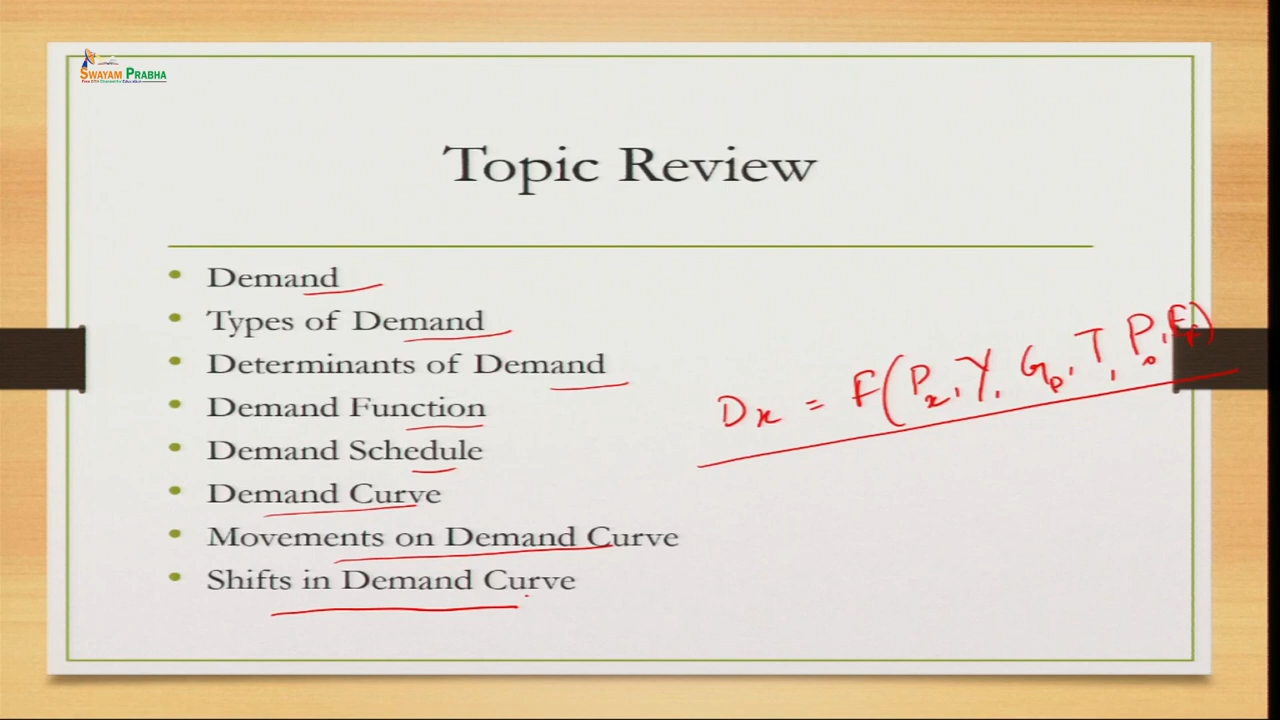 SWAYAM PRABHA
Topic Review
• Demand
• Types of Demand
• Determinants of Demand
• Demand Function
• Demand Schedule
• Demand Curve
• Movements on Demand Curve
• Shifts in Demand Curve
Dx = F(Px, Y, Gp, T, P